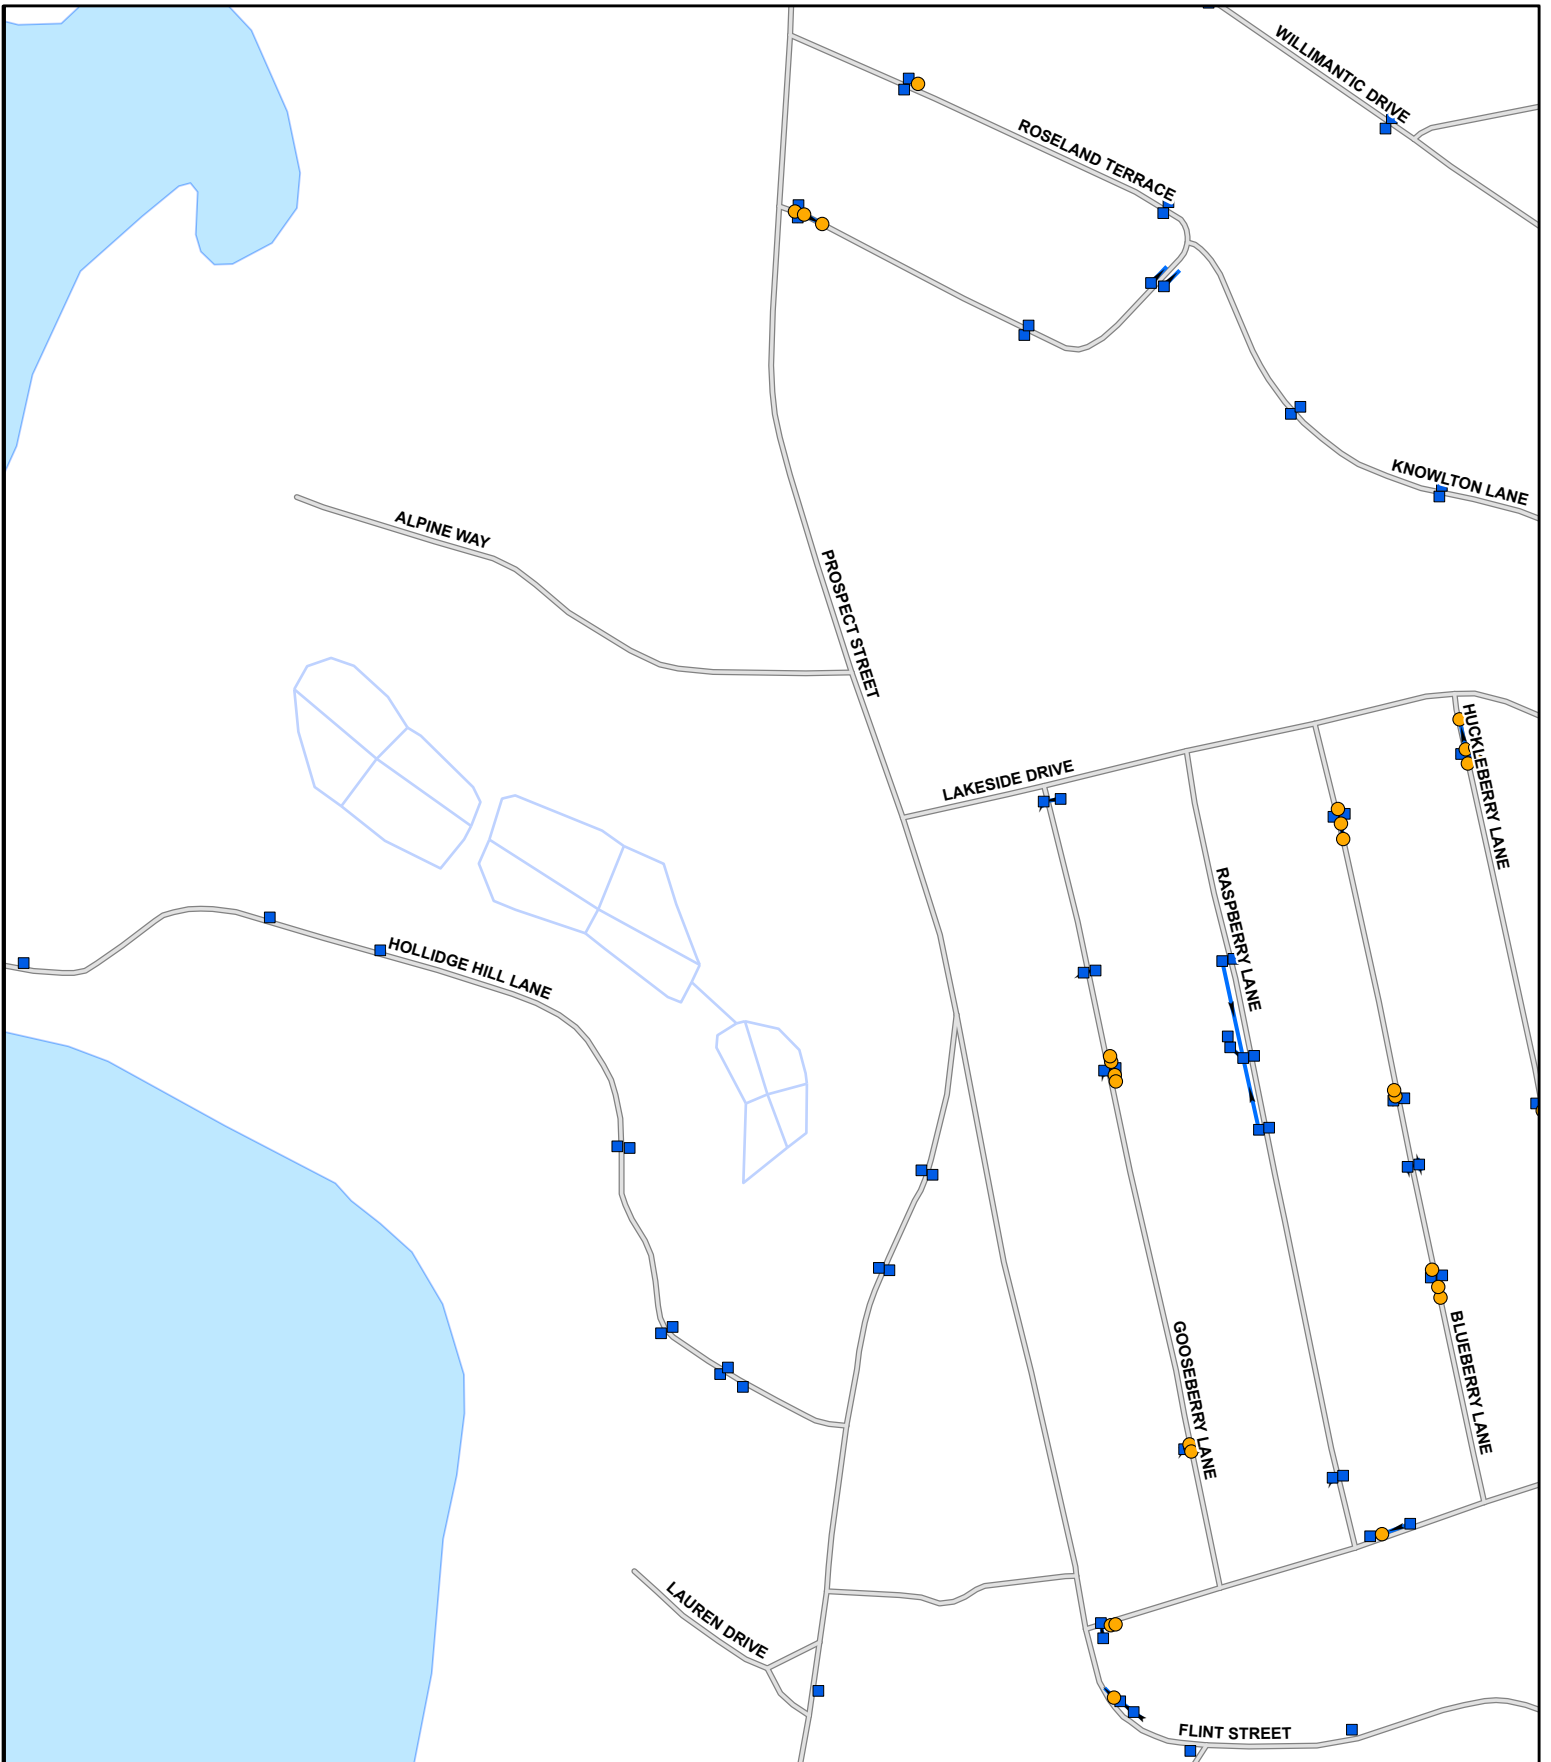 WILLIMANTIC DRIVE
ROSELAND TERRACE
KNOWLTON LANE
ALPINE WAY
PROSPECT STREET
HUCKLEBERRY LANE
LAKESIDE DRIVE
RASPBERRY LANE
HOLLIDGE HILL LANE
GOOSEBERRY LANE
BLUEBERRY LANE
LAUREN DRIVE
FLINT STREET